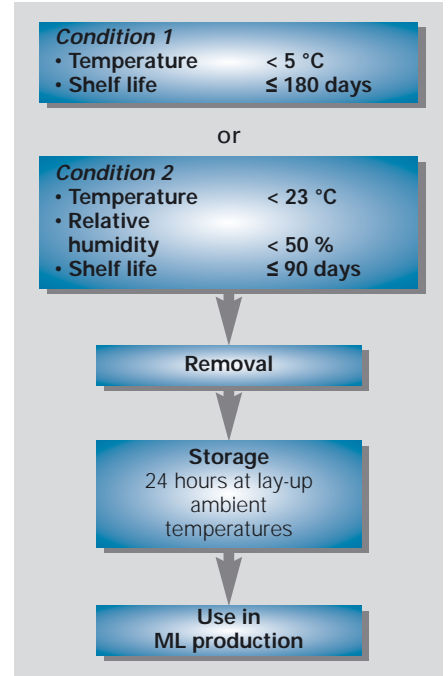 Condition 1
• Temperature < 5 °C
• Shelf life ≤ 180 days
or
Condition 2
• Temperature < 23 °C
• Relative
humidity < 50 %
• Shelf life ≤ 90 days
Removal
Storage
24 hours at lay-up
ambient
temperatures
Use in
ML production